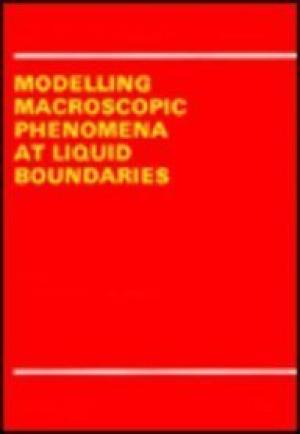 MODELLING
MACROSCOPIC
PHENOMENA
AT LIQUID
BOUNDARIES